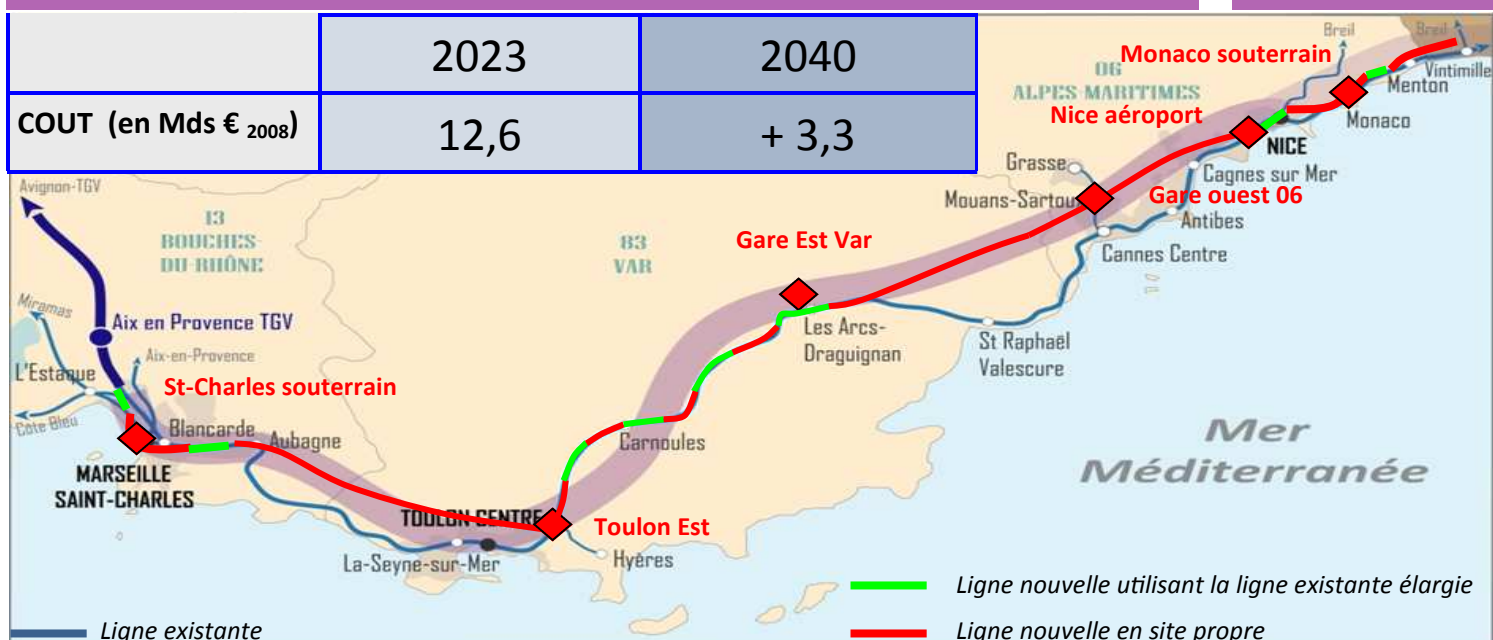 2023
2040
COUT (en Mds € 2008)
12,6
+ 3,3
Breil
Breil
Monaco souterrain
Vintimille
06
ALPES-MARITIMES
Menton
Nice aéroport
Monaco
NICE
Grasse
Cagnes sur Mer
Mouans-Sartou
Gare ouest 06
Antibes
Cannes Centre
Avignon-TGV
13
BOUCHES-
DU-RHÔNE
83
VAR
Gare Est Var
Miramas
Aix en Provence TGV
Les Arcs-
Draguignan
St Raphaël
Valescure
Aix-en-Provence
L'Estaque
St-Charles souterrain
Côte Bleu
Blancarde
Aubagne
Carnoules
Mer
Méditerranée
MARSEILLE
SAINT-CHARLES
TOULON CENTRE
Toulon Est
La-Seyne-sur-Mer
Hyères
Ligne nouvelle utilisant la ligne existante élargie
Ligne existante
Ligne nouvelle en site propre